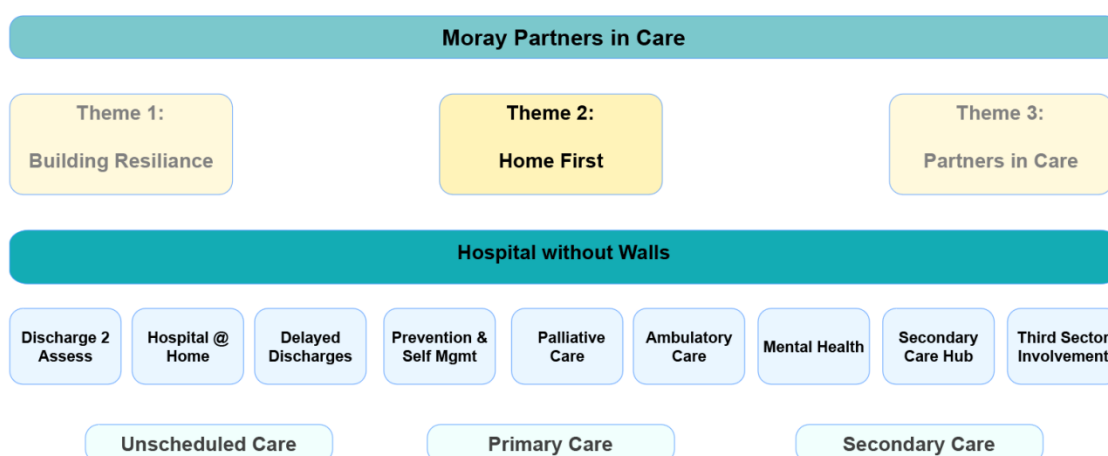 Moray Partners in Care
Theme 1:
Building Resiliance
Theme 2:
Home First
Theme 3:
Partners in Care
Hospital without Walls
Discharge 2
Assess
Hospital @
Home
Delayed
Discharges
Prevention &
Self Mgmt
Palliative
Care
Ambulatory
Care
Mental Health
Secondary
Care Hub
Third Sector
Involvement
Unscheduled Care
Primary Care
Secondary Care